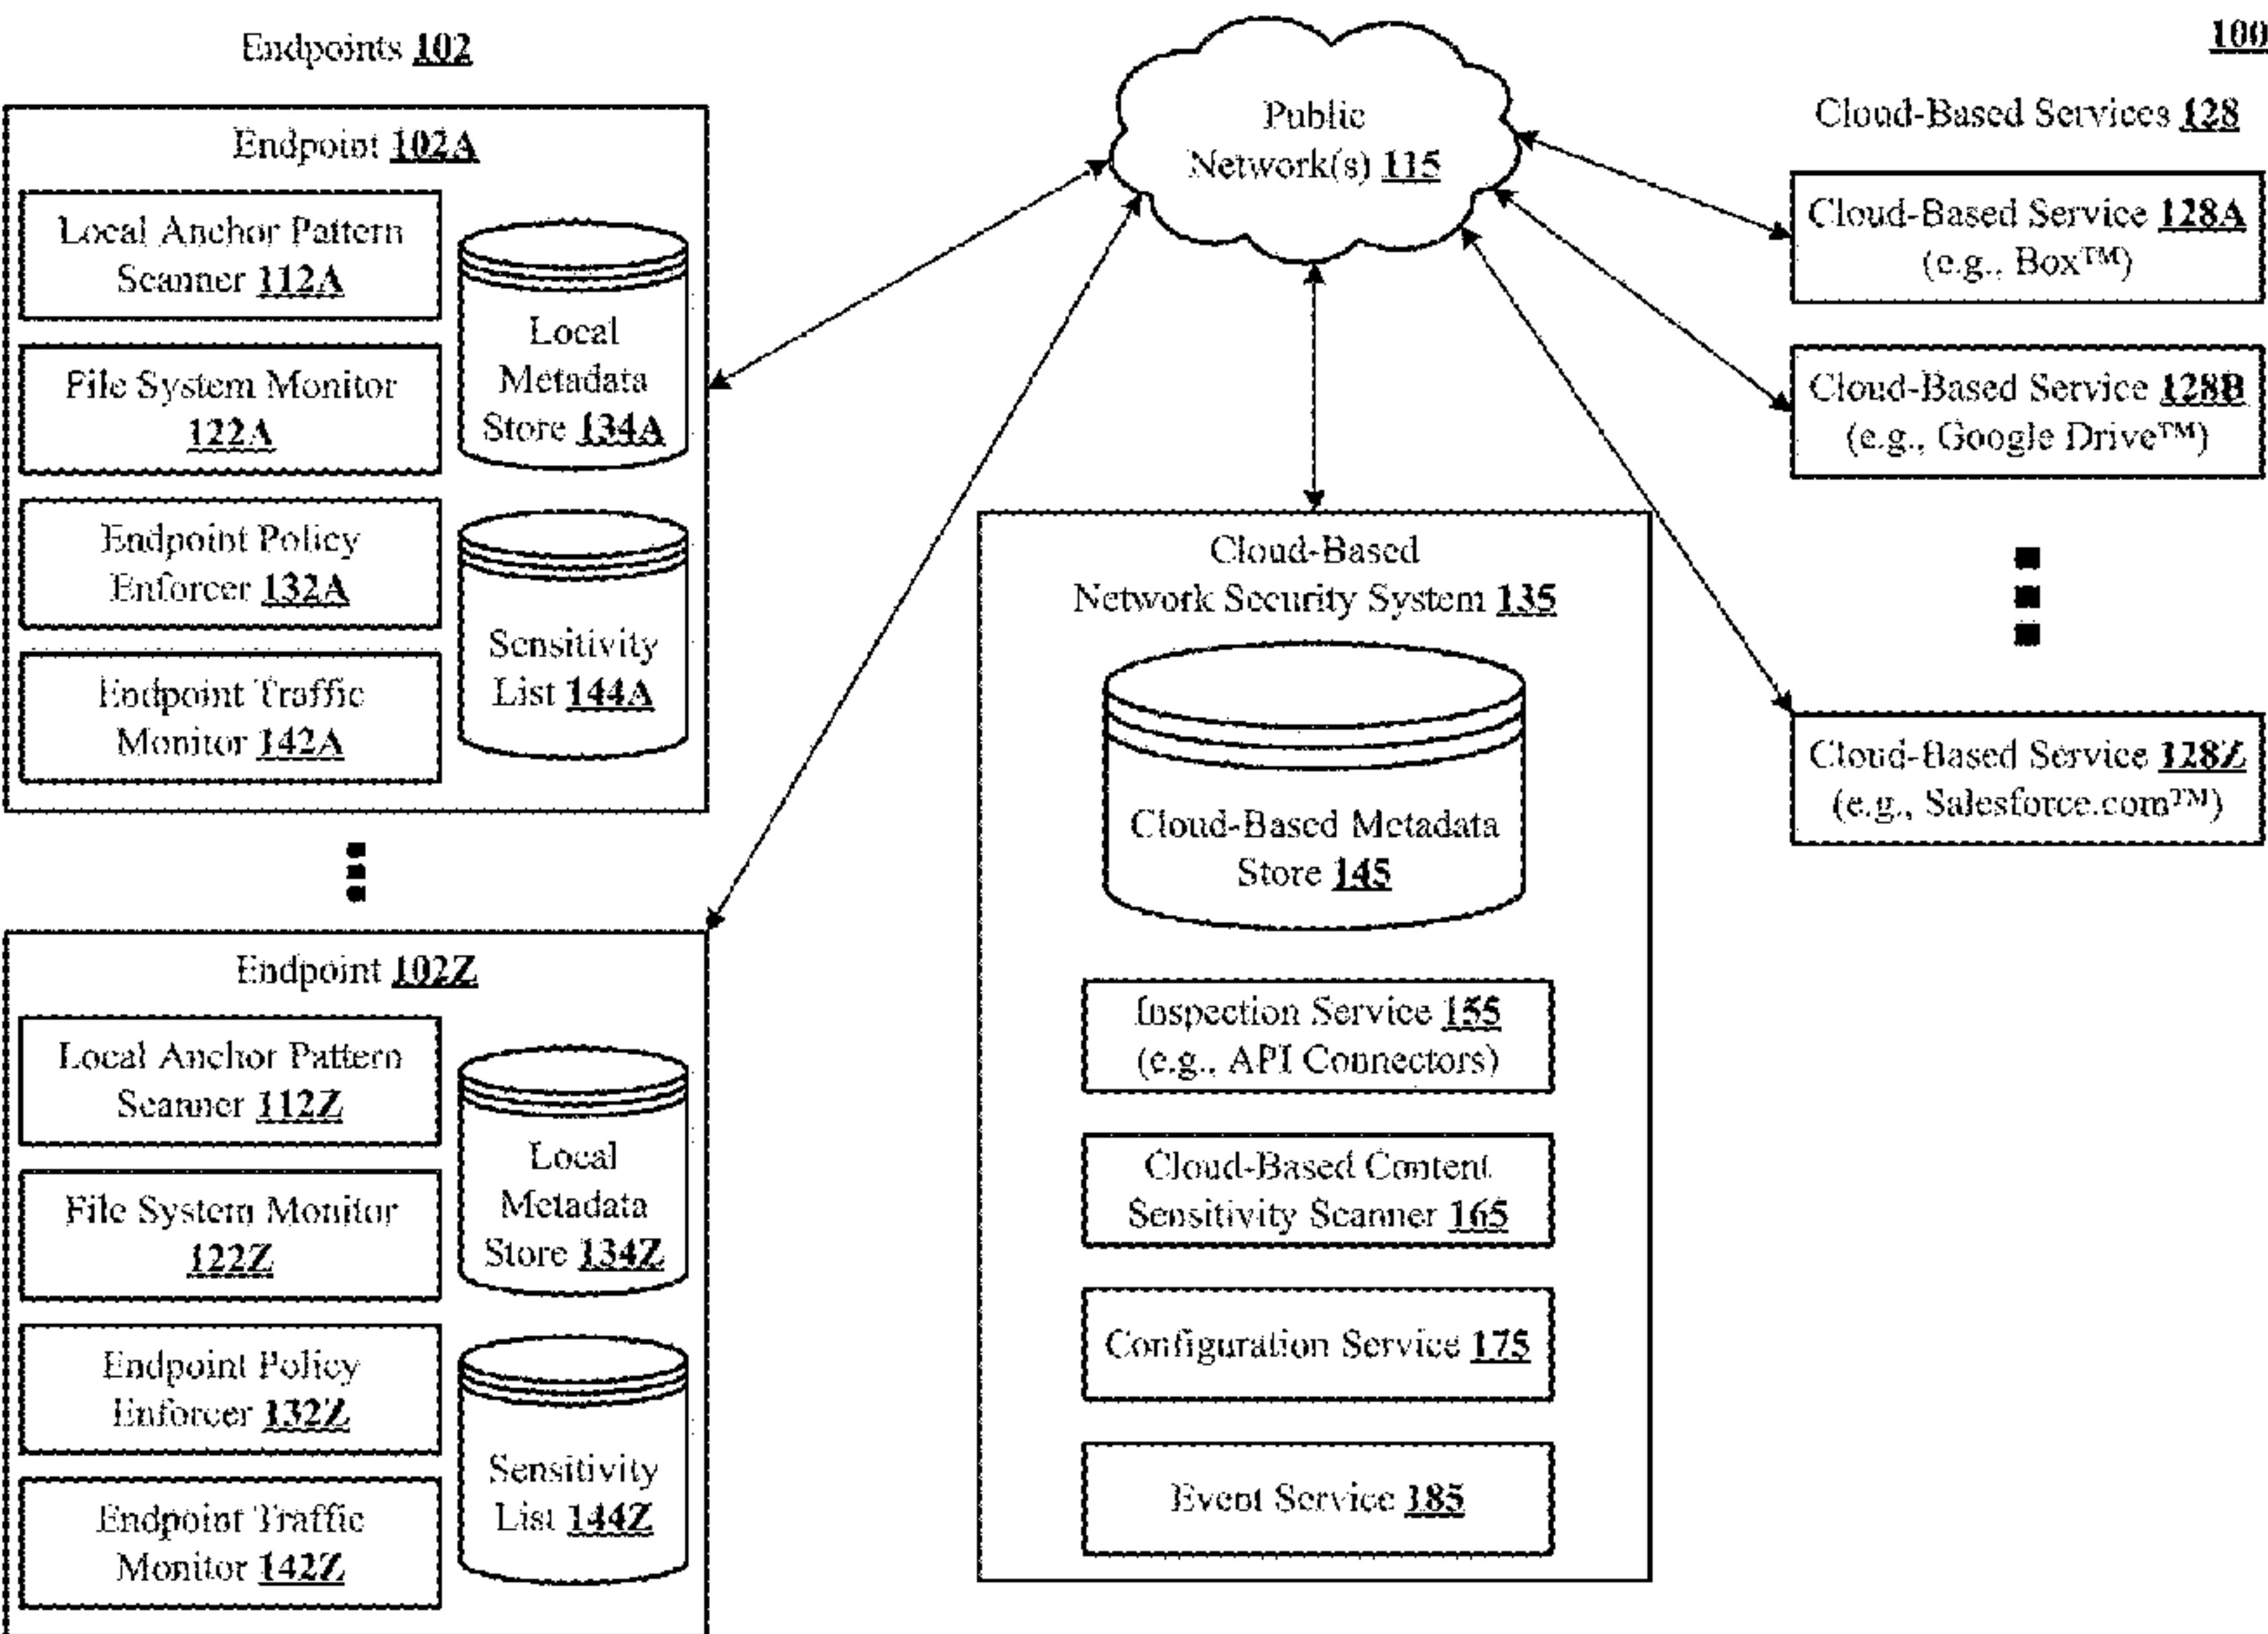 100
Endpoints 102
Endpoint 102A
Local Anchor Pattern
Scanner 112A
File System Monitor
122A
Endpoint Policy
Enforcer 132A
Endpoint Traffic
Monitor 142A
Local
Metadata
Store 134A
Sensitivity
List 144A
Endpoint 102Z
Local Anchor Pattern
Scanner 112Z
File System Monitor
122Z
Endpoint Policy
Enforcer 132Z
Endpoint Traffic
Monitor 142Z
Local
Metadata
Store 134Z
Sensitivity
List 144Z
Public
Network(s) 115
Cloud-Based
Network Security System 135
Cloud-Based Metadata
Store 145
Inspection Service 155
(e.g., API Connectors)
Cloud-Based Content
Sensitivity Scanner 165
Configuration Service 175
Event Service 185
Cloud-Based Services 128
Cloud-Based Service 128A
(e.g., Box™)
Cloud-Based Service 128B
(e.g., Google Drive™)
Cloud-Based Service 128Z
(e.g., Salesforce.com™)